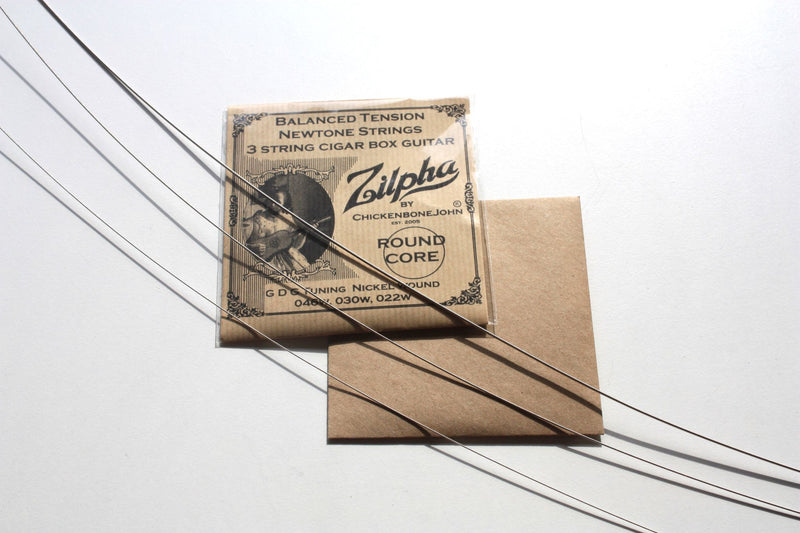 Balanced Tension
Newtone Strings
3 string cigar box guitar
Zilpha
by
ChickenboneJohn®
est. 2005
ROUND
CORE
G D G Tuning Nickel Wound
046w, 030w, 022w